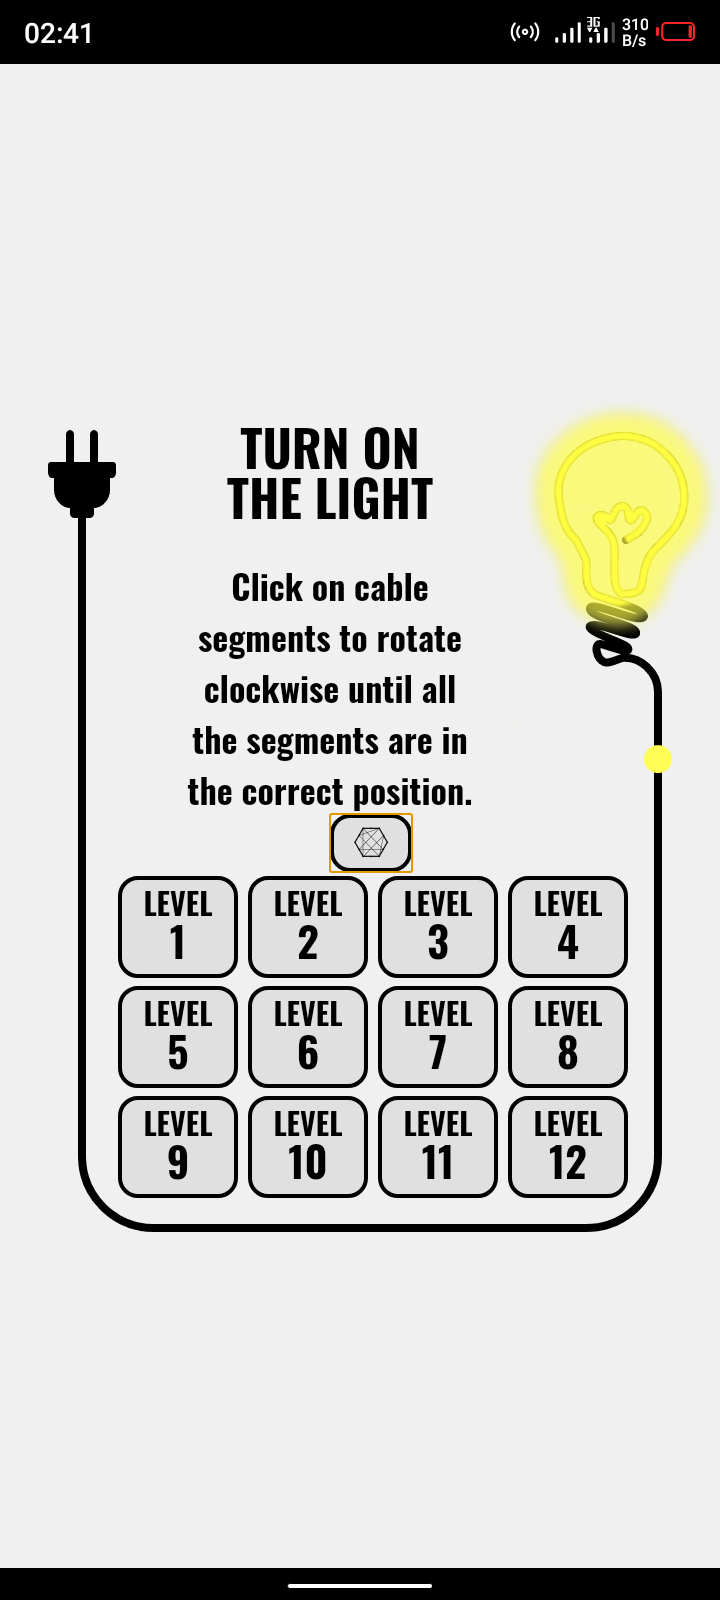 02:41
3G
310
B/s
TURN ON
THE LIGHT
Click on cable
segments to rotate
clockwise until all
the segments are in
the correct position.
LEVEL
1
LEVEL
2
LEVEL
3
LEVEL
4
LEVEL
5
LEVEL
6
LEVEL
7
LEVEL
8
LEVEL
9
LEVEL
10
LEVEL
11
LEVEL
12